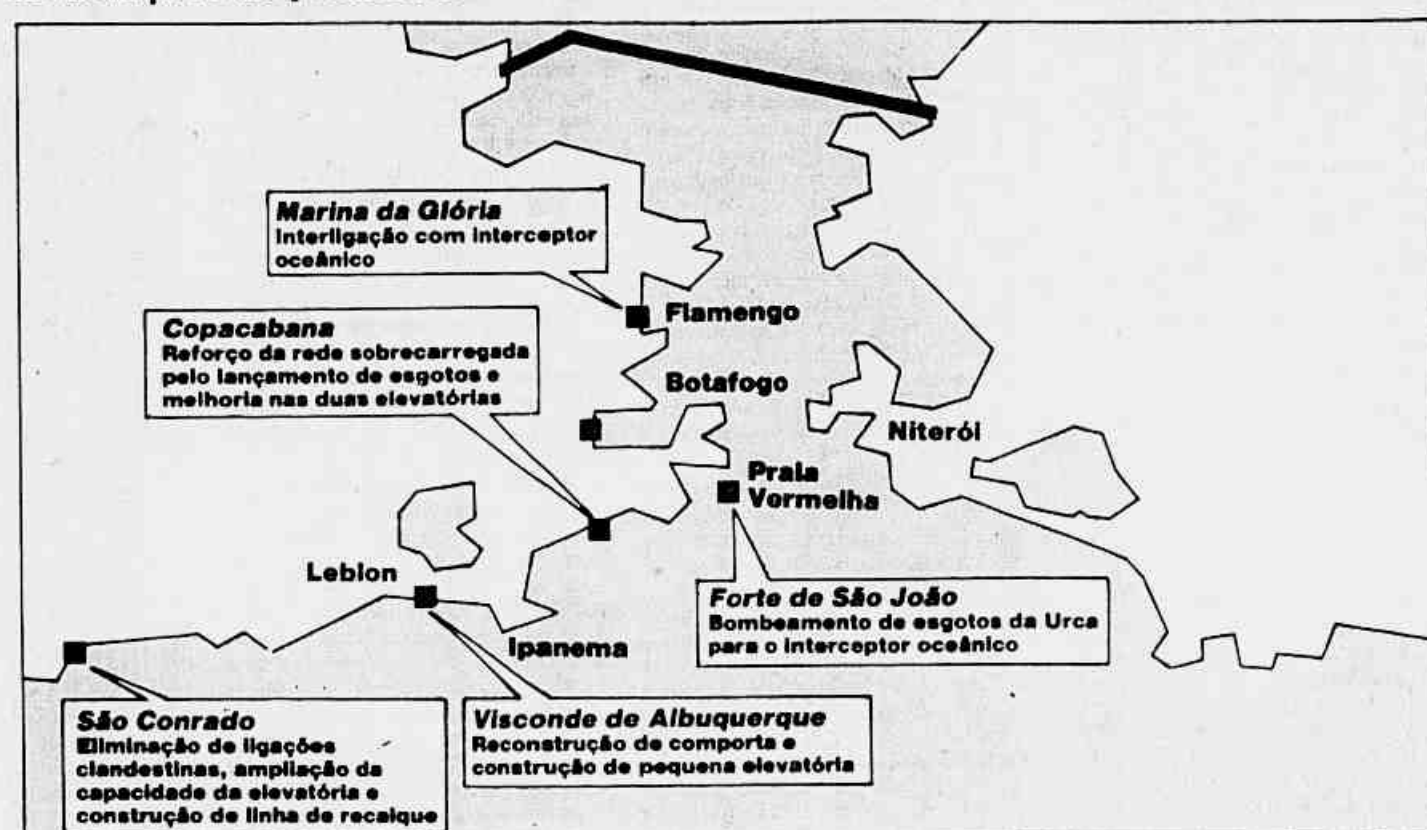 Marina da Glória
Interligação com interceptor
oceânico
Flamengo
Copacabana
Reforço da rede sobrecarregada
pelo lançamento de esgotos e
melhoria nas duas elevatórias
Botafogo
Niterói
Praia
Vermelha
Leblon
Ipanema
Forte de São João
Bombeamento de esgotos da Urca
para o interceptor oceânico
São Conrado
Eliminação de ligações
clandestinas, ampliação da
capacidade da elevatória e
construção de linha de recalque
Visconde de Albuquerque
Reconstrução de comporta e
construção de pequena elevatória